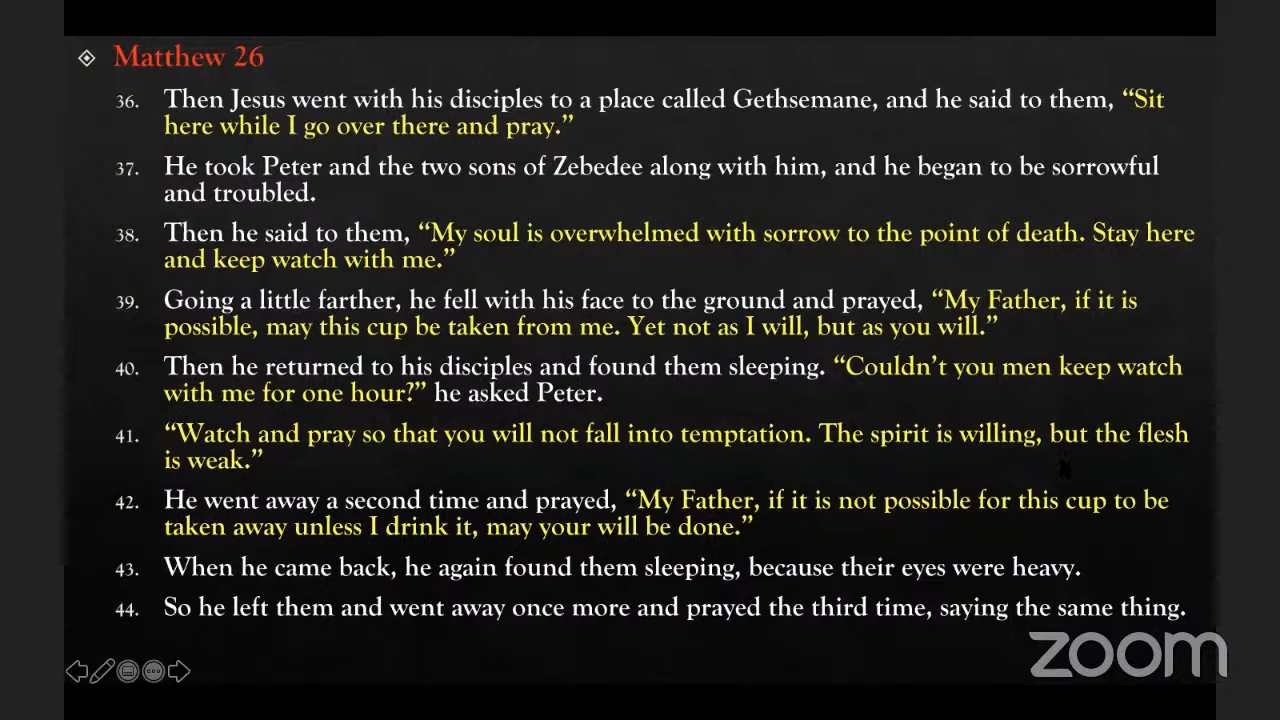 Matthew 26
36. Then Jesus went with his disciples to a place called Gethsemane, and he said to them, “Sit
here while I go over there and pray.”
37. He took Peter and the two sons of Zebedee along with him, and he began to be sorrowful
and troubled.
38. Then he said to them, “My soul is overwhelmed with sorrow to the point of death. Stay here
and keep watch with me.”
39. Going a little farther, he fell with his face to the ground and prayed, “My Father, if it is
possible, may this cup be taken from me. Yet not as I will, but as you will.”
40. Then he returned to his disciples and found them sleeping. “Couldn’t you men keep watch
with me for one hour?” he asked Peter.
41. “Watch and pray so that you will not fall into temptation. The spirit is willing, but the flesh
is weak.”
42. He went away a second time and prayed, “My Father, if it is not possible for this cup to be
taken away unless I drink it, may your will be done.”
43. When he came back, he again found them sleeping, because their eyes were heavy.
44. So he left them and went away once more and prayed the third time, saying the same thing.
zoom